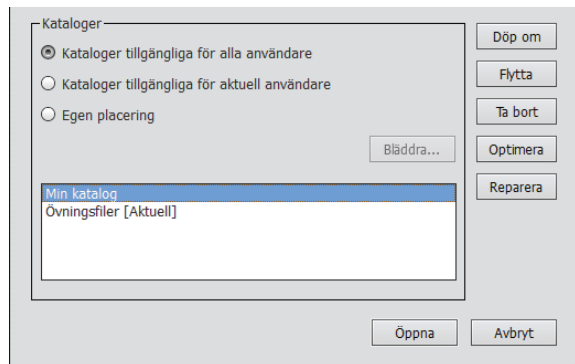 Kataloger
Kataloger tillgängliga för alla användare
Kataloger tillgängliga för aktuell användare
Egen placering
Bläddra...
Min katalog
Övningsfiler [Aktuell]
Döp om
Flytta
Ta bort
Optimera
Reparera
Öppna
Avbryt